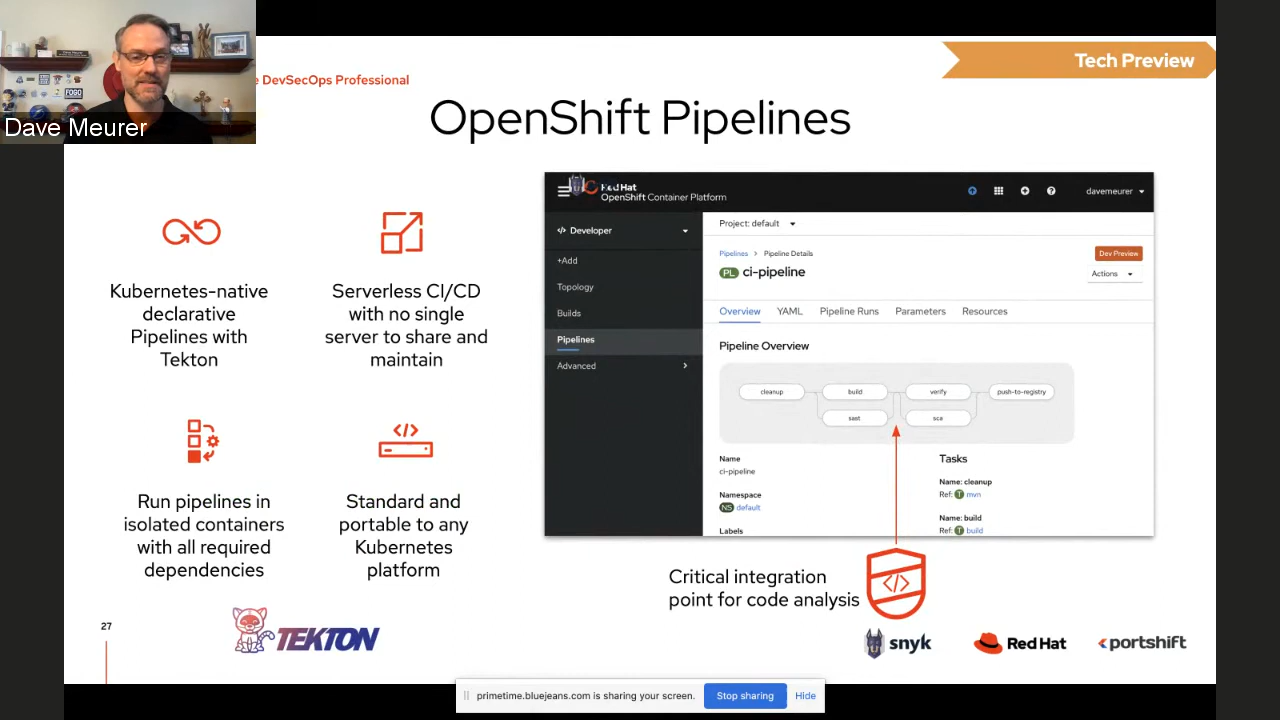 Dave Meurer
DevSecOps Professional
Tech Preview
OpenShift Pipelines
Kubernetes-native
declarative
Pipelines with
Tekton
Serverless CI/CD
with no single
server to share and
maintain
Run pipelines in
isolated containers
with all required
dependencies
Standard and
portable to any
Kubernetes
platform
Red Hat
OpenShift Container Platform
davemeurer
Developer
+Add
Topology
Builds
Pipelines
Advanced
Project: default
Pipelines > Pipeline Details
Dev Preview
PL ci-pipeline
Actions
Overview YAML Pipeline Runs Parameters Resources
Pipeline Overview
cleanup build verify push-to-registry
sast sca
Name
ci-pipeline
Namespace
NS default
Labels
Tasks
Name: cleanup
Ref: T mvn
Name: build
Ref: T build
Critical integration
point for code analysis
27
TEKTON
snyk
Red Hat
portshift
primetime.bluejeans.com is sharing your screen. Stop sharing Hide